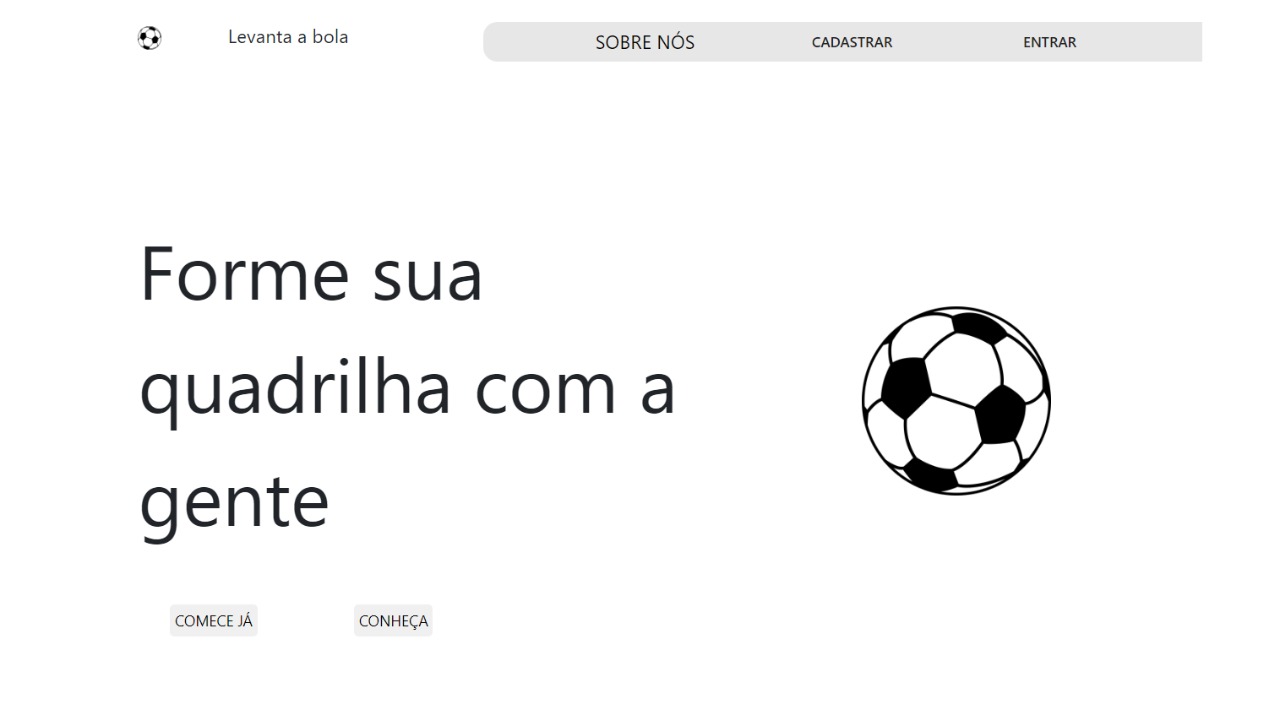 Levanta a bola
SOBRE NÓS
CADASTRAR
ENTRAR
Forme sua
quadrilha com a
gente
COMECE JÁ
CONHEÇA